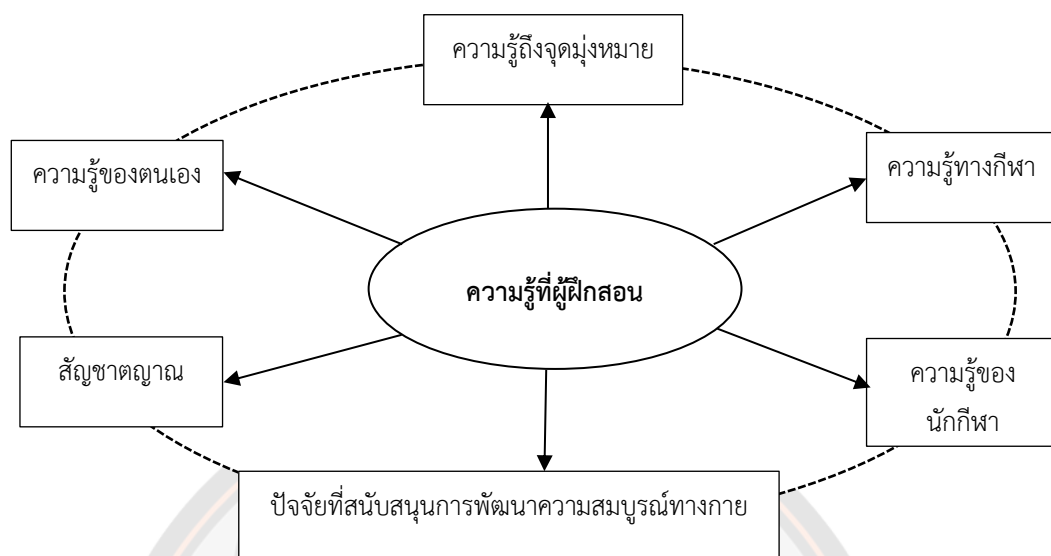 ความรู้ถึงจุดมุ่งหมาย
ความรู้ของตนเอง
ความรู้ทางกีฬา
ความรู้ที่ผู้ฝึกสอน
สัญชาตญาณ
ความรู้ของ
นักกีฬา
ปัจจัยที่สนับสนุนการพัฒนาความสมบูรณ์ทางกาย